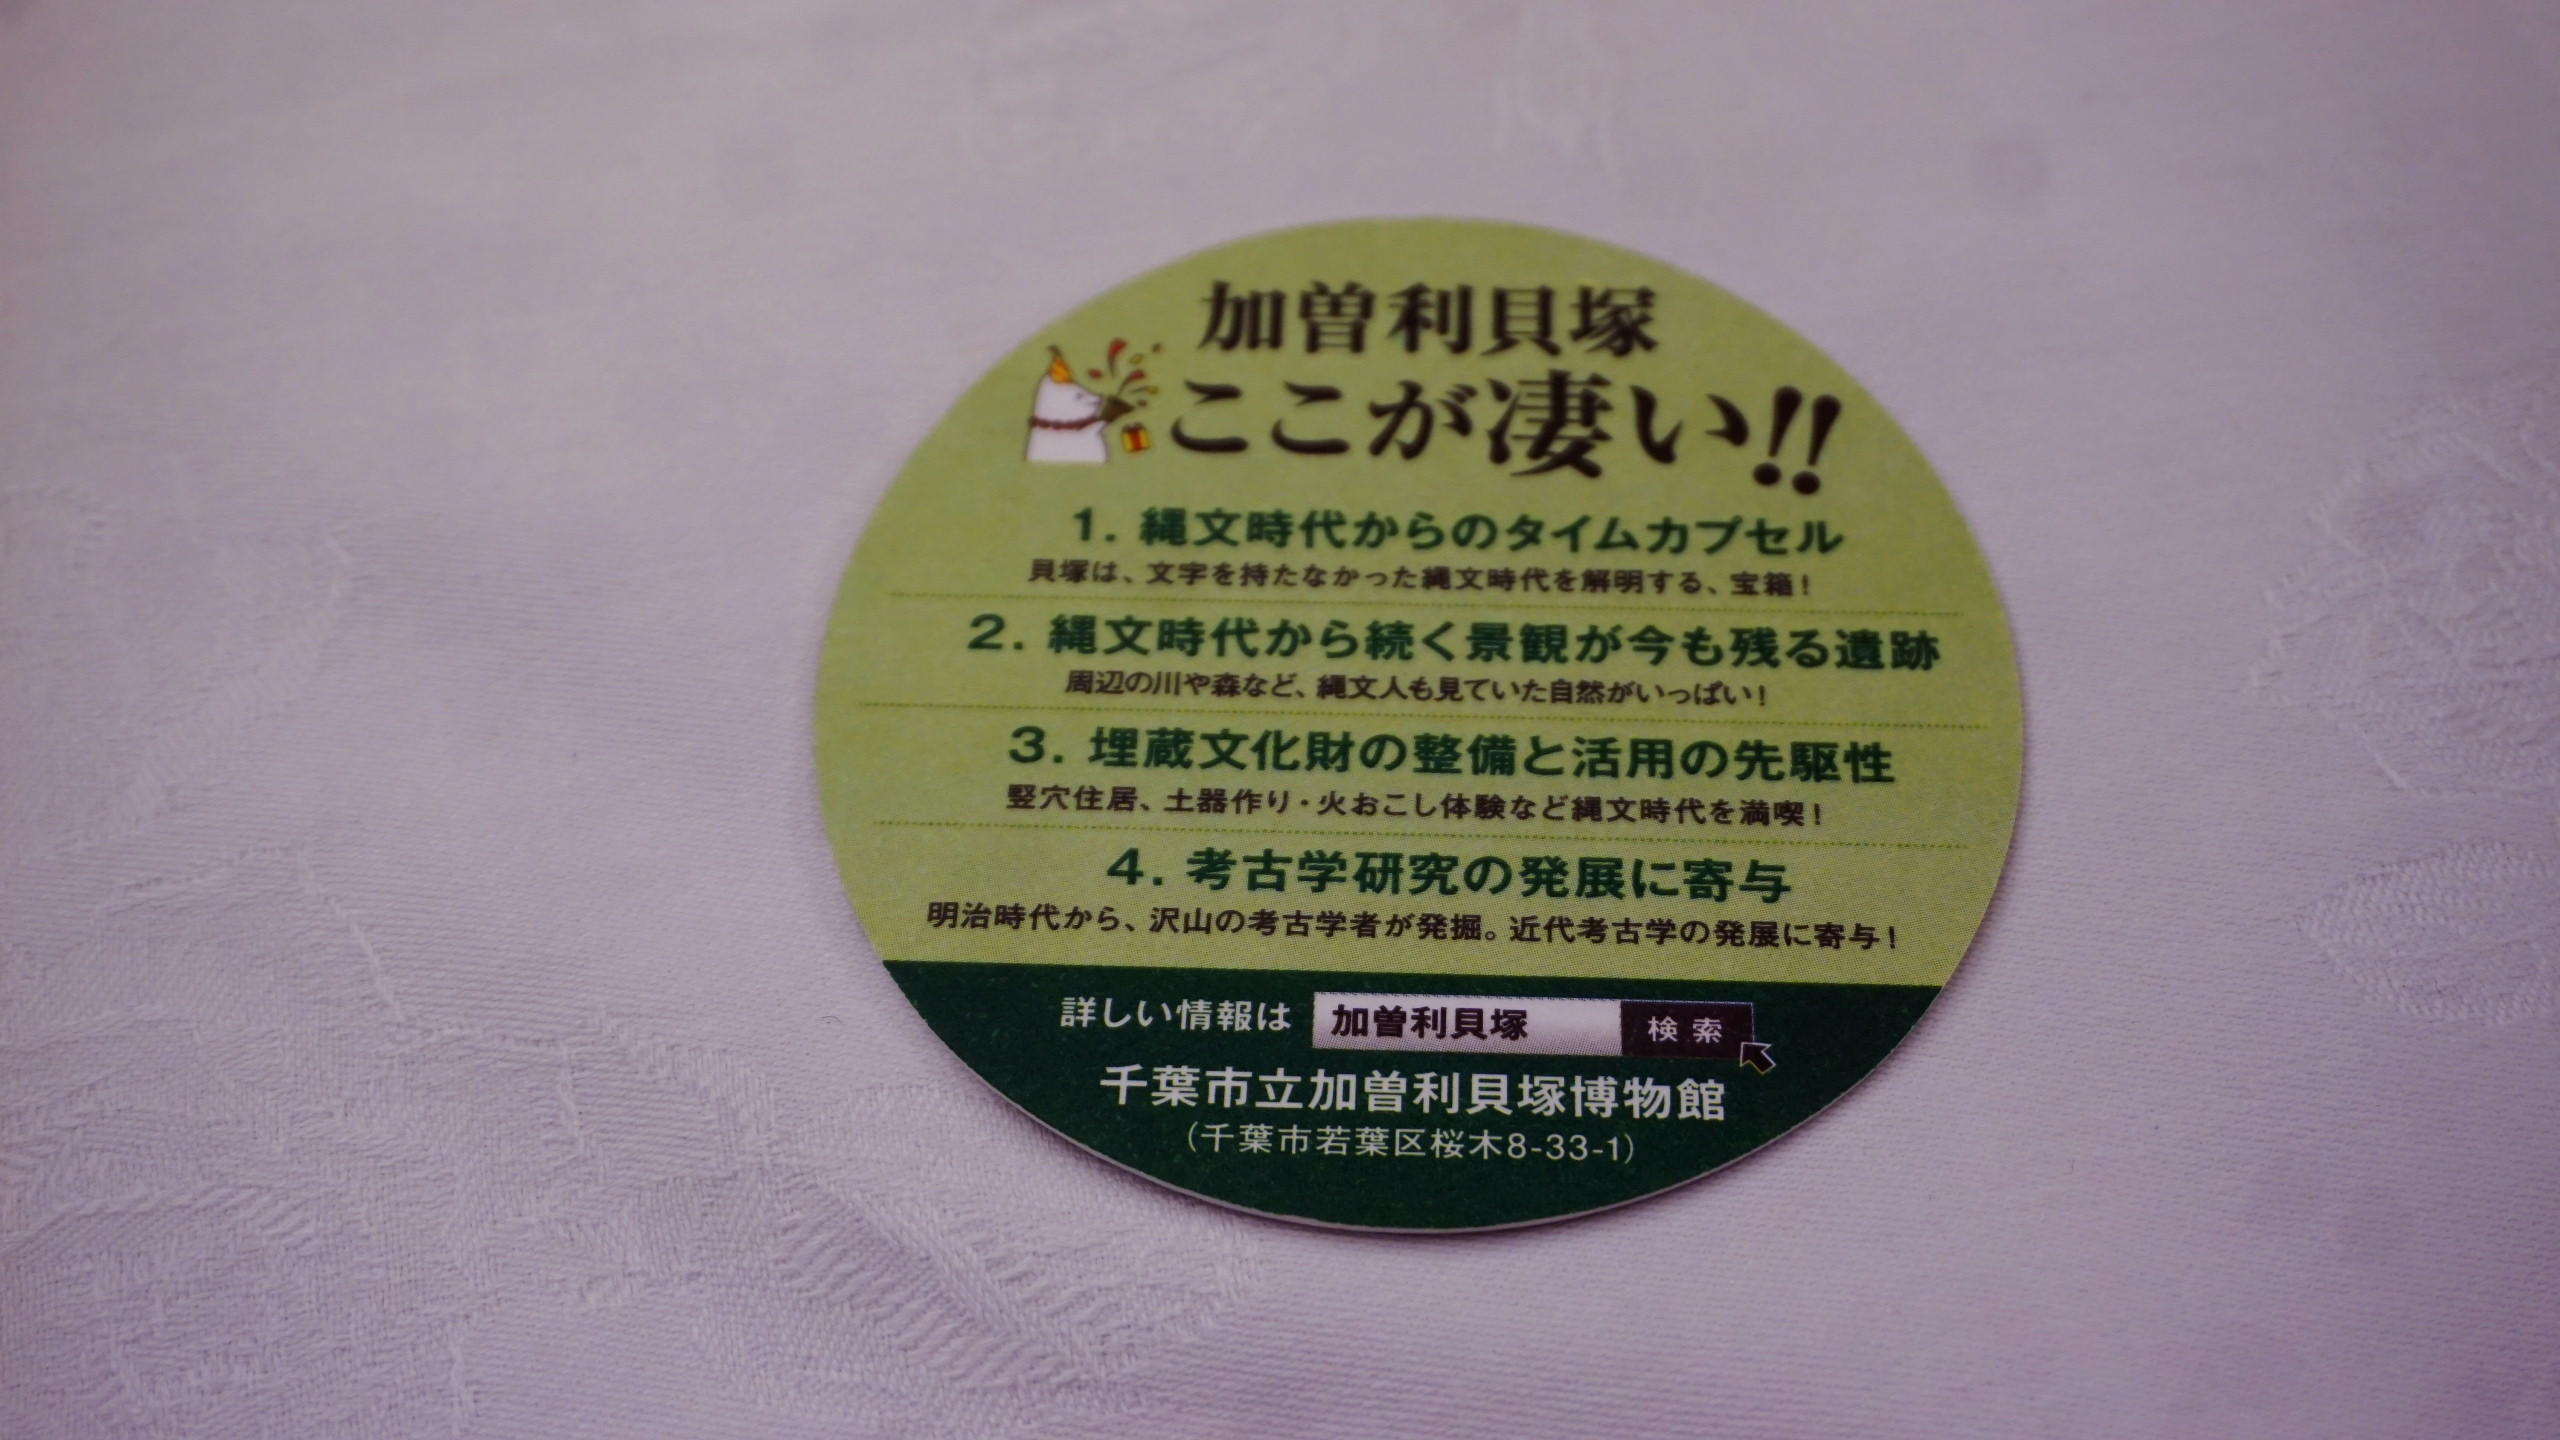 加曽利貝塚
ここが凄い!!
1. 縄文時代からのタイムカプセル
貝塚は、文字を持たなかった縄文時代を解明する、宝箱!
2. 縄文時代から続く景観が今も残る遺跡
周辺の川や森など、縄文人も見ていた自然がいっぱい!
3. 埋蔵文化財の整備と活用の先駆性
竪穴住居、土器作り・火おこし体験など縄文時代を満喫!
4. 考古学研究の発展に寄与
明治時代から、沢山の考古学者が発掘。近代考古学の発展に寄与!
詳しい情報は 加曽利貝塚 検索
千葉市立加曽利貝塚博物館
(千葉市若葉区桜木8-33-1)